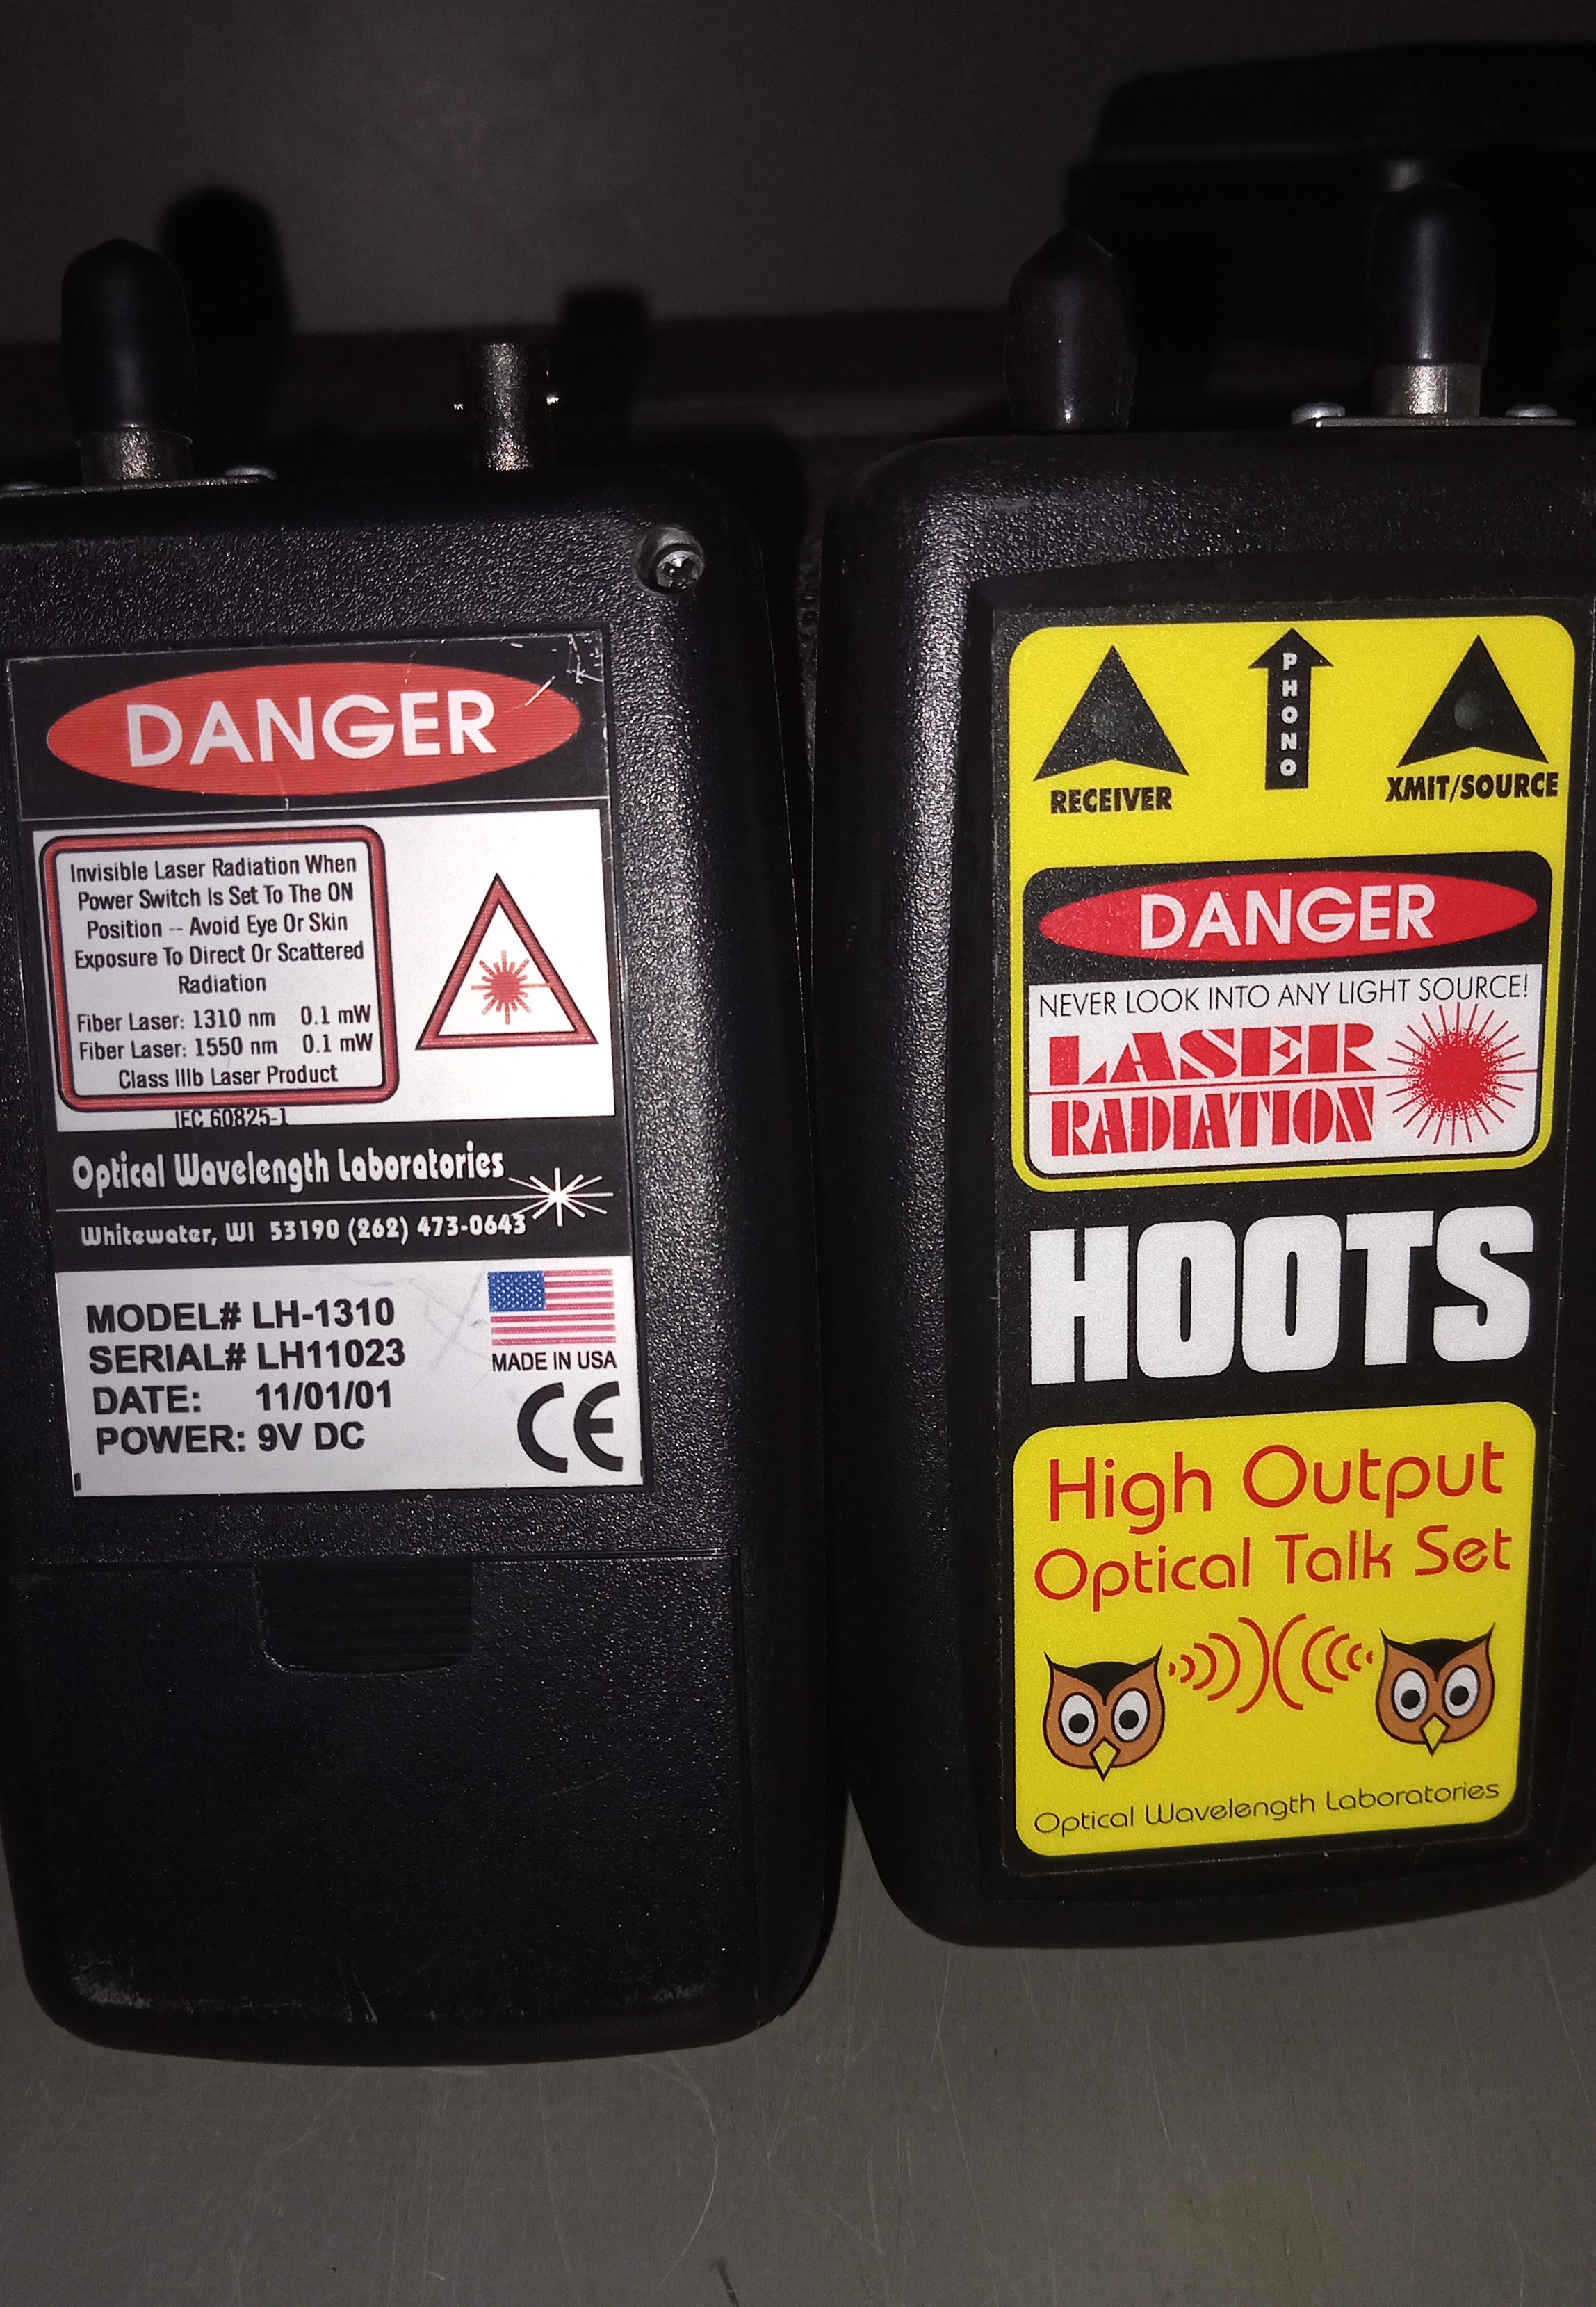 DANGER
Invisible Laser Radiation When
Power Switch Is Set To The ON
Position -- Avoid Eye Or Skin
Exposure To Direct Or Scattered
Radiation
Fiber Laser: 1310 nm 0.1 mW
Fiber Laser: 1550 nm 0.1 mW
Class IIIb Laser Product
IEC 60825-1
Optical Wavelength Laboratories
Whitewater, WI 53190 (262) 473-0643
MODEL# LH-1310
SERIAL# LH11023
DATE: 11/01/01
POWER: 9V DC
MADE IN USA
CE
RECEIVER
PHONO
XMIT/SOURCE
DANGER
NEVER LOOK INTO ANY LIGHT SOURCE!
LASER
RADIATION
HOOTS
High Output
Optical Talk Set
Optical Wavelength Laboratories